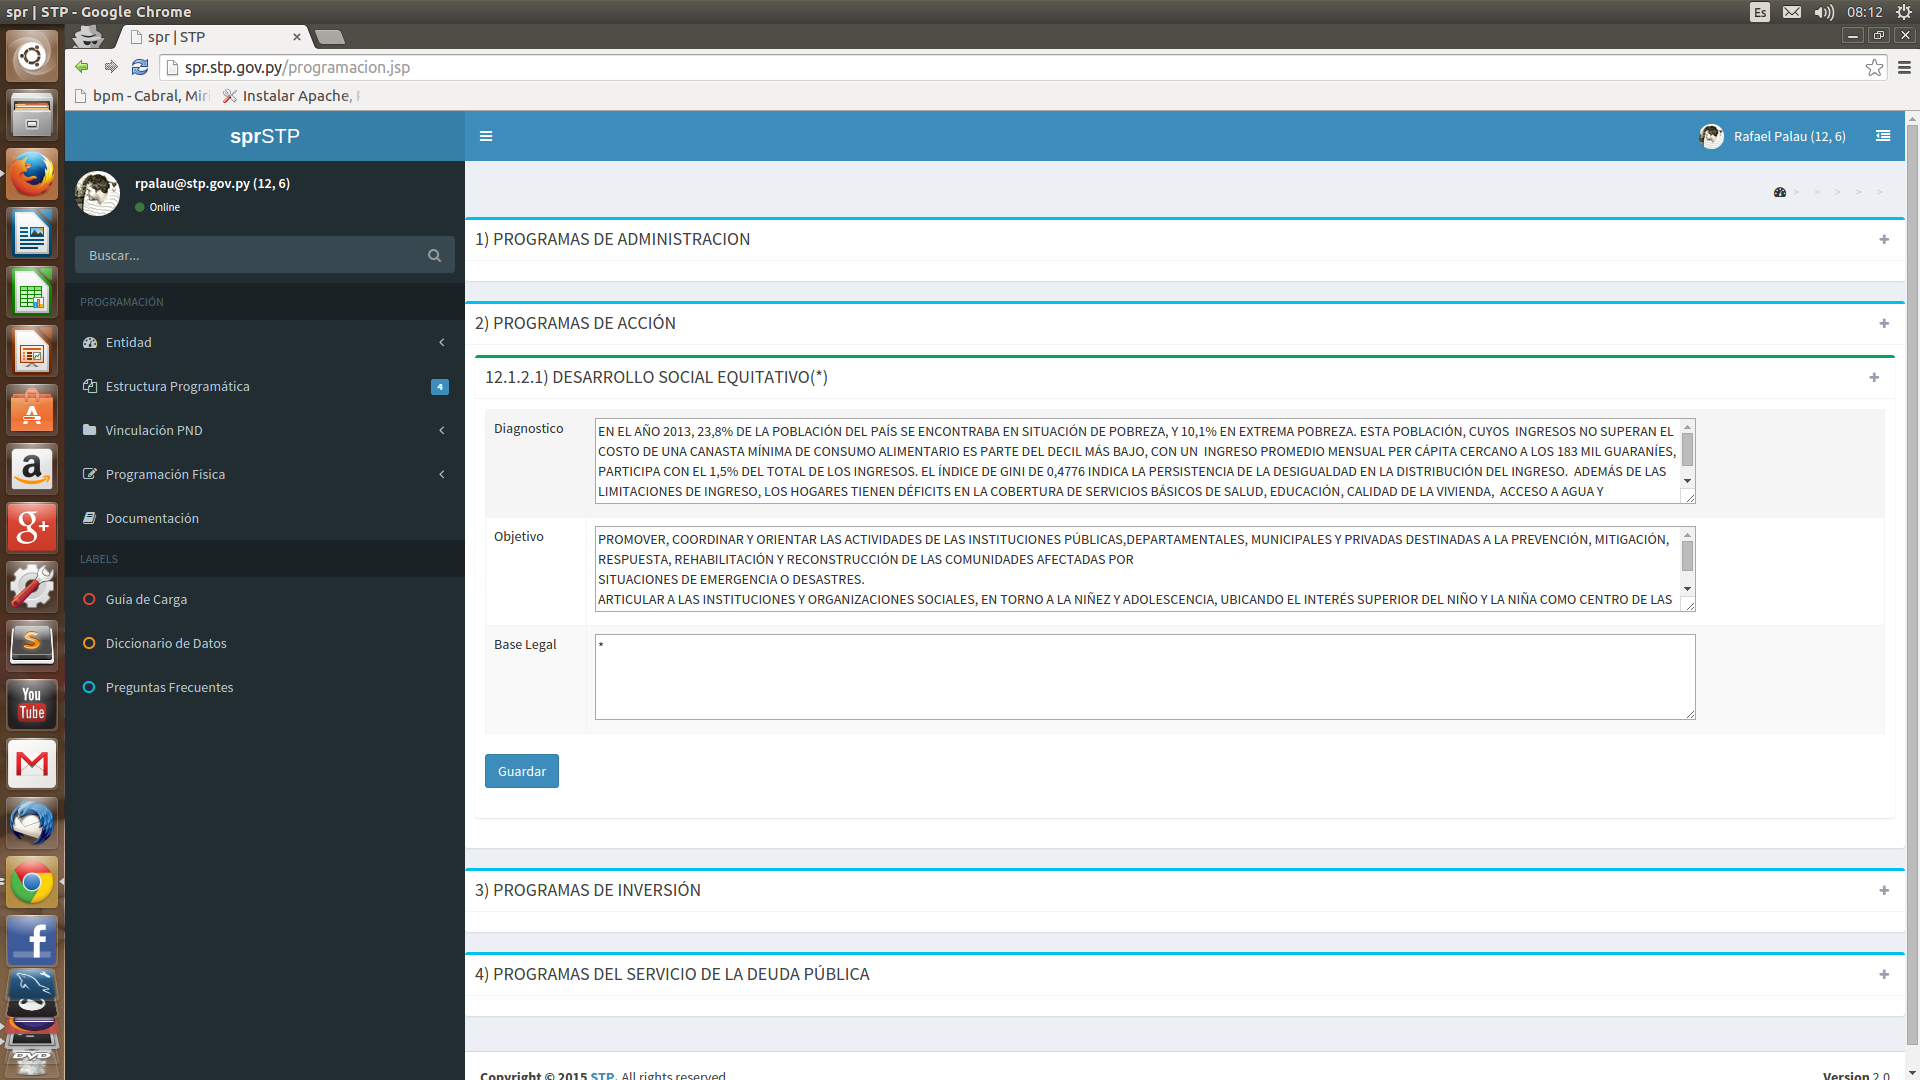 spr | STP - Google Chrome
Es
08:12
spr | STP
spr.stp.gov.py/programacion.jsp
bpm - Cabral, Mir
Instalar Apache,
sprSTP
Rafael Palau (12, 6)
rpalau@stp.gov.py (12, 6)
Online
Buscar...
PROGRAMACIÓN
Entidad
Estructura Programática
4
Vinculación PND
Programación Física
Documentación
LABELS
Guia de Carga
Diccionario de Datos
Preguntas Frecuentes
> > > > >
1) PROGRAMAS DE ADMINISTRACION
2) PROGRAMAS DE ACCIÓN
12.1.2.1) DESARROLLO SOCIAL EQUITATIVO(*)
Diagnostico
EN EL AÑO 2013, 23,8% DE LA POBLACIÓN DEL PAÍS SE ENCONTRABA EN SITUACIÓN DE POBREZA, Y 10,1% EN EXTREMA POBREZA. ESTA POBLACIÓN, CUYOS INGRESOS NO SUPERAN EL
COSTO DE UNA CANASTA MÍNIMA DE CONSUMO ALIMENTARIO ES PARTE DEL DECIL MÁS BAJO, CON UN INGRESO PROMEDIO MENSUAL PER CÁPITA CERCANO A LOS 183 MIL GUARANÍES,
PARTICIPA CON EL 1,5% DEL TOTAL DE LOS INGRESOS. EL ÍNDICE DE GINI DE 0,4776 INDICA LA PERSISTENCIA DE LA DESIGUALDAD EN LA DISTRIBUCIÓN DEL INGRESO. ADEMÁS DE LAS
LIMITACIONES DE INGRESO, LOS HOGARES TIENEN DÉFICITS EN LA COBERTURA DE SERVICIOS BÁSICOS DE SALUD, EDUCACIÓN, CALIDAD DE LA VIVIENDA, ACCESO A AGUA Y
Objetivo
PROMOVER, COORDINAR Y ORIENTAR LAS ACTIVIDADES DE LAS INSTITUCIONES PÚBLICAS,DEPARTAMENTALES, MUNICIPALES Y PRIVADAS DESTINADAS A LA PREVENCIÓN, MITIGACIÓN,
RESPUESTA, REHABILITACIÓN Y RECONSTRUCCIÓN DE LAS COMUNIDADES AFECTADAS POR
SITUACIONES DE EMERGENCIA O DESASTRES.
ARTICULAR A LAS INSTITUCIONES Y ORGANIZACIONES SOCIALES, EN TORNO A LA NIÑEZ Y ADOLESCENCIA, UBICANDO EL INTERÉS SUPERIOR DEL NIÑO Y LA NIÑA COMO CENTRO DE LAS
Base Legal
*
Guardar
3) PROGRAMAS DE INVERSIÓN
4) PROGRAMAS DEL SERVICIO DE LA DEUDA PÚBLICA
Copyright © 2015 STP. All rights reserved
Version 2.0
You
Tube
DVD